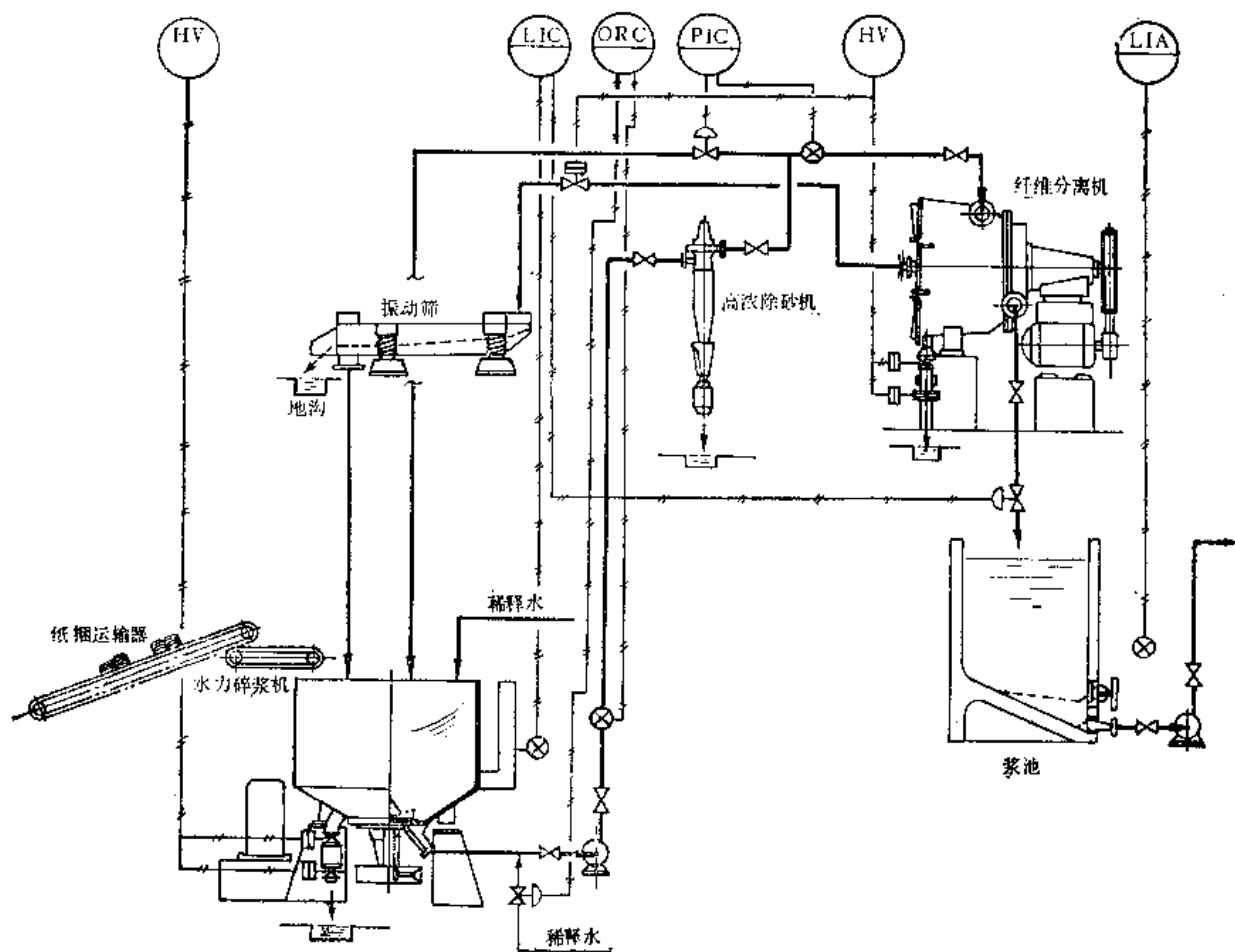 HV
LIC
ORC
PIC
HV
LIA
纤维分离机
振动筛
高浓除砂机
地沟
稀释水
纸捆运输器
水力碎浆机
浆池
稀释水